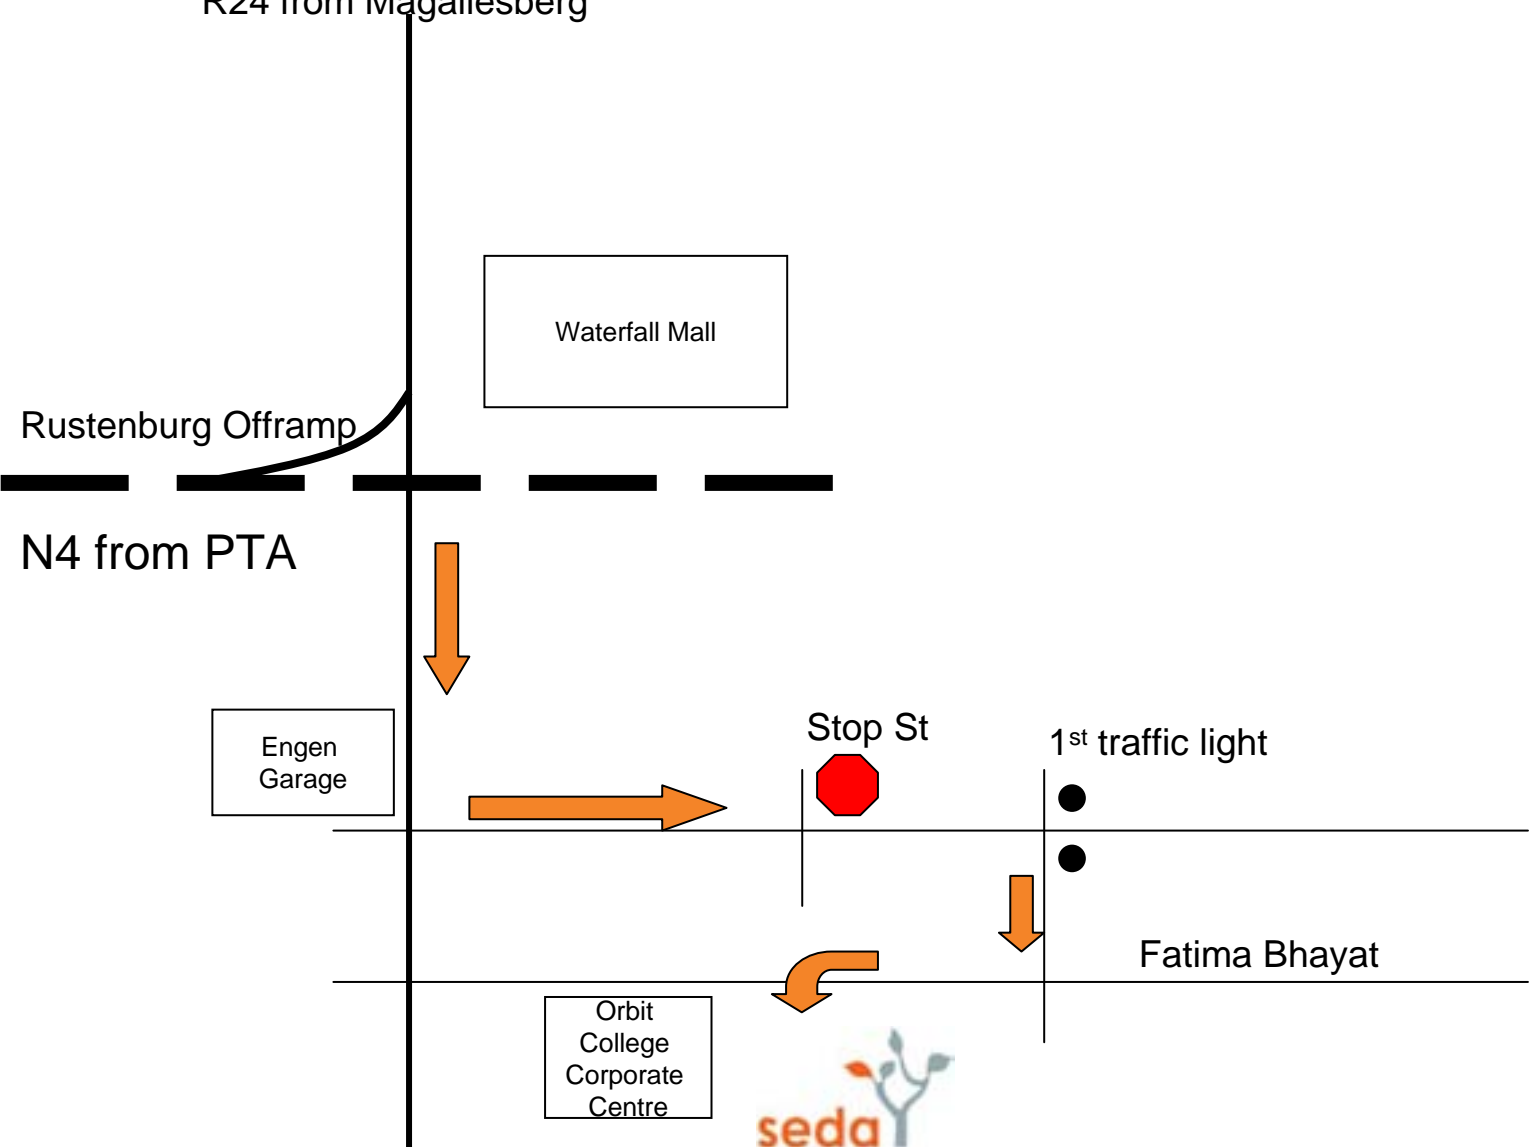 R24 from Magaliesberg
Waterfall Mall
Rustenburg Offramp
N4 from PTA
Engen
Garage
Stop St
1st traffic light
Fatima Bhayat
Orbit
College
Corporate
Centre
seda